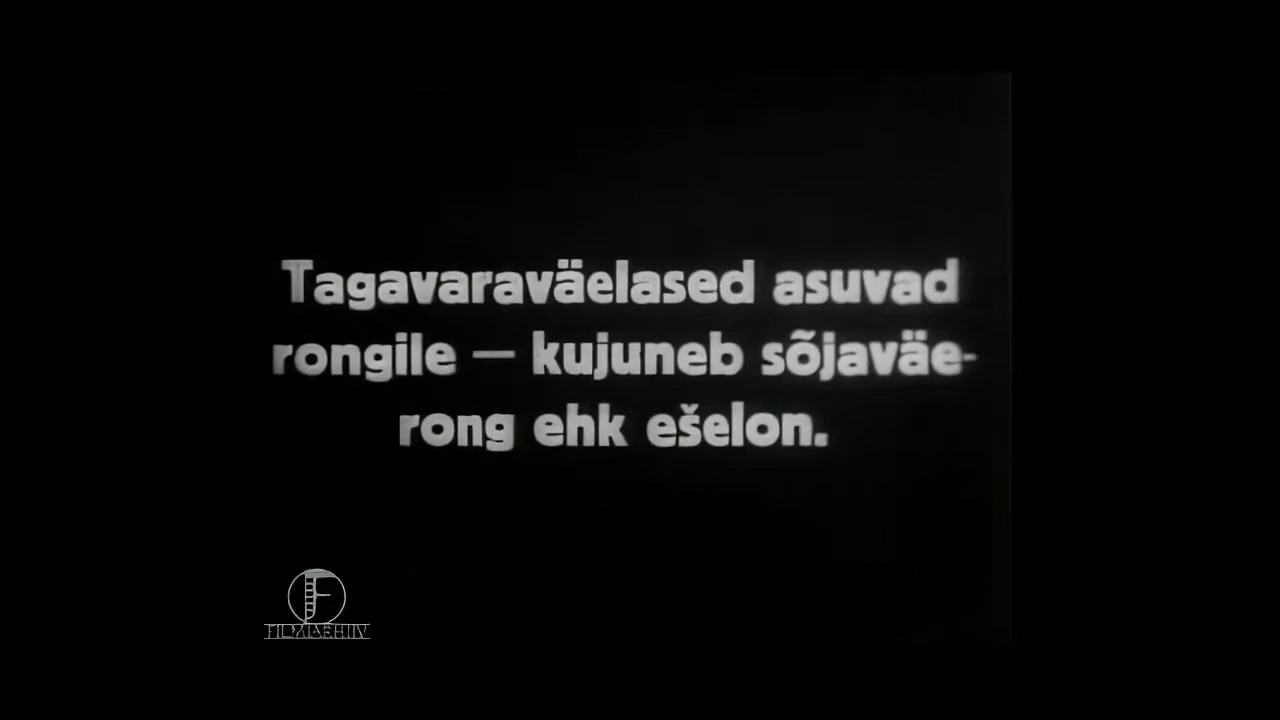 Tagavaraväelased asuvad
rongile — kujuneb sõjaväe-
rong ehk ešelon.
FILMIARHIIV